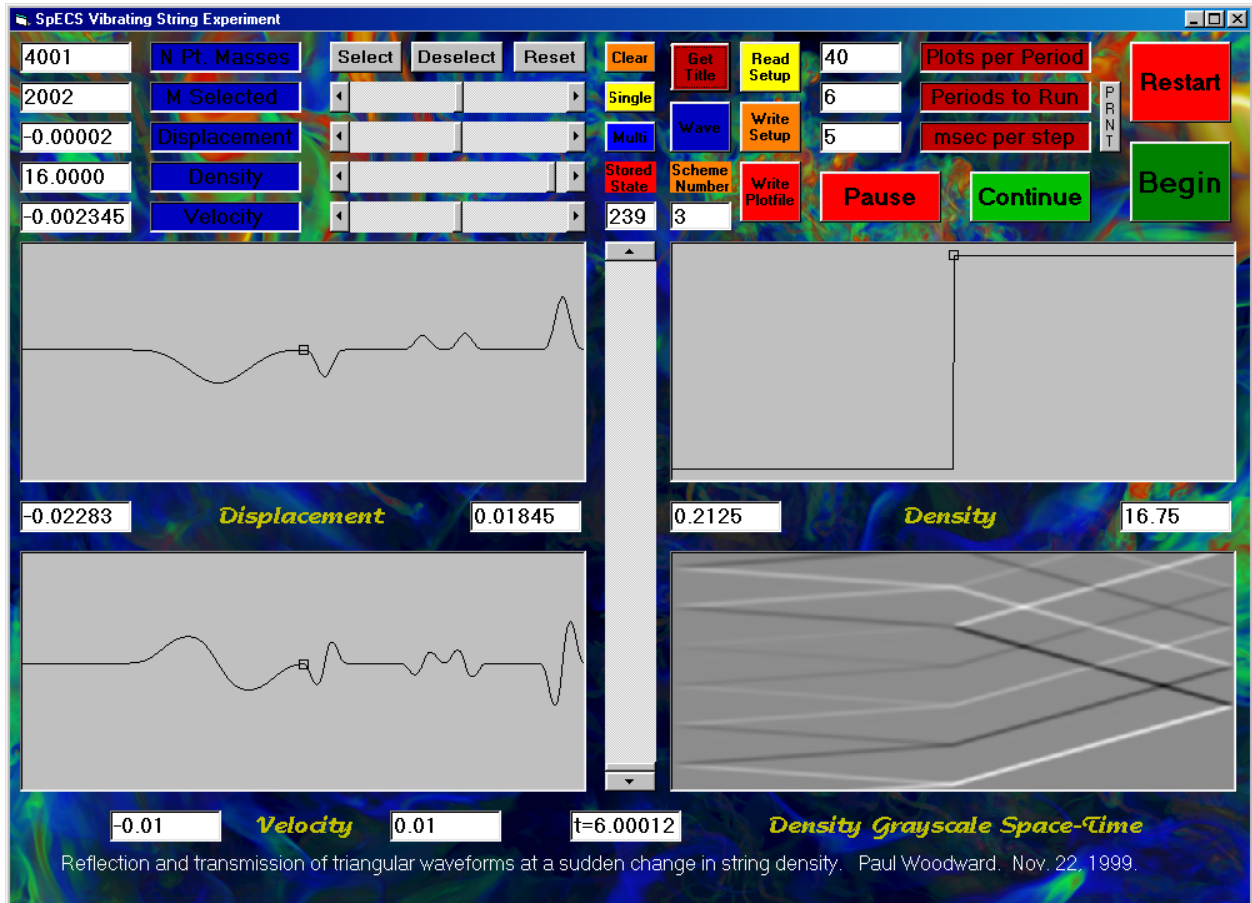 SpECS Vibrating String Experiment
4001 N Pt. Masses Select Deselect Reset Clear Get Title Read Setup 40 Plots per Period Restart
2002 M Selected Single 6 Periods to Run PRNT
-0.00002 Displacement Multi Wave Write Setup 5 msec per step
16.0000 Density Stored State Scheme Number Write Plotfile Pause Continue Begin
-0.002345 Velocity 239 3
-0.02283 Displacement 0.01845 0.2125 Density 16.75
-0.01 Velocity 0.01 t=6.00012 Density Grayscale Space-Time
Reflection and transmission of triangular waveforms at a sudden change in string density. Paul Woodward. Nov. 22, 1999.